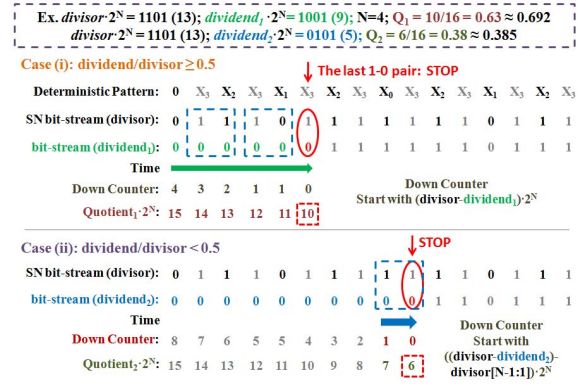 Ex. divisor·2^N = 1101 (13); dividend₁·2^N = 1001 (9); N=4; Q₁ = 10/16 = 0.63 ≈ 0.692
divisor·2^N = 1101 (13); dividend₂·2^N = 0101 (5); Q₂ = 6/16 = 0.38 ≈ 0.385
Case (i): dividend/divisor ≥ 0.5
The last 1-0 pair: STOP
Deterministic Pattern: 0 X₃ X₂ X₃ X₁ X₃ X₂ X₃ X₀ X₃ X₂ X₃ X₁ X₃ X₂ X₃
SN bit-stream (divisor): 0 1 1 1 0 1 1 1 1 1 1 1 0 1 1 1
bit-stream (dividend₁) 0 0 0 0 0 0 1 1 1 1 1 1 1 1 1 1
Time
Down Counter: 4 3 2 1 1 0
Down Counter
Start with (divisor-dividend₁)·2^N
Quotient₁·2^N: 15 14 13 12 11 10
Case (ii): dividend/divisor < 0.5
STOP
SN bit-stream (divisor): 0 1 1 1 0 1 1 1 1 1 1 1 0 1 1 1
bit-stream (dividend₂) 0 0 0 0 0 0 0 0 0 0 1 1 1 1 1 1
Time
Down Counter: 8 7 6 5 5 4 3 2 1 0
Quotient₂·2^N: 15 14 13 12 11 10 9 8 7 6
Down Counter
Start with
((divisor-dividend₂)-
divisor[N-1:1])·2^N